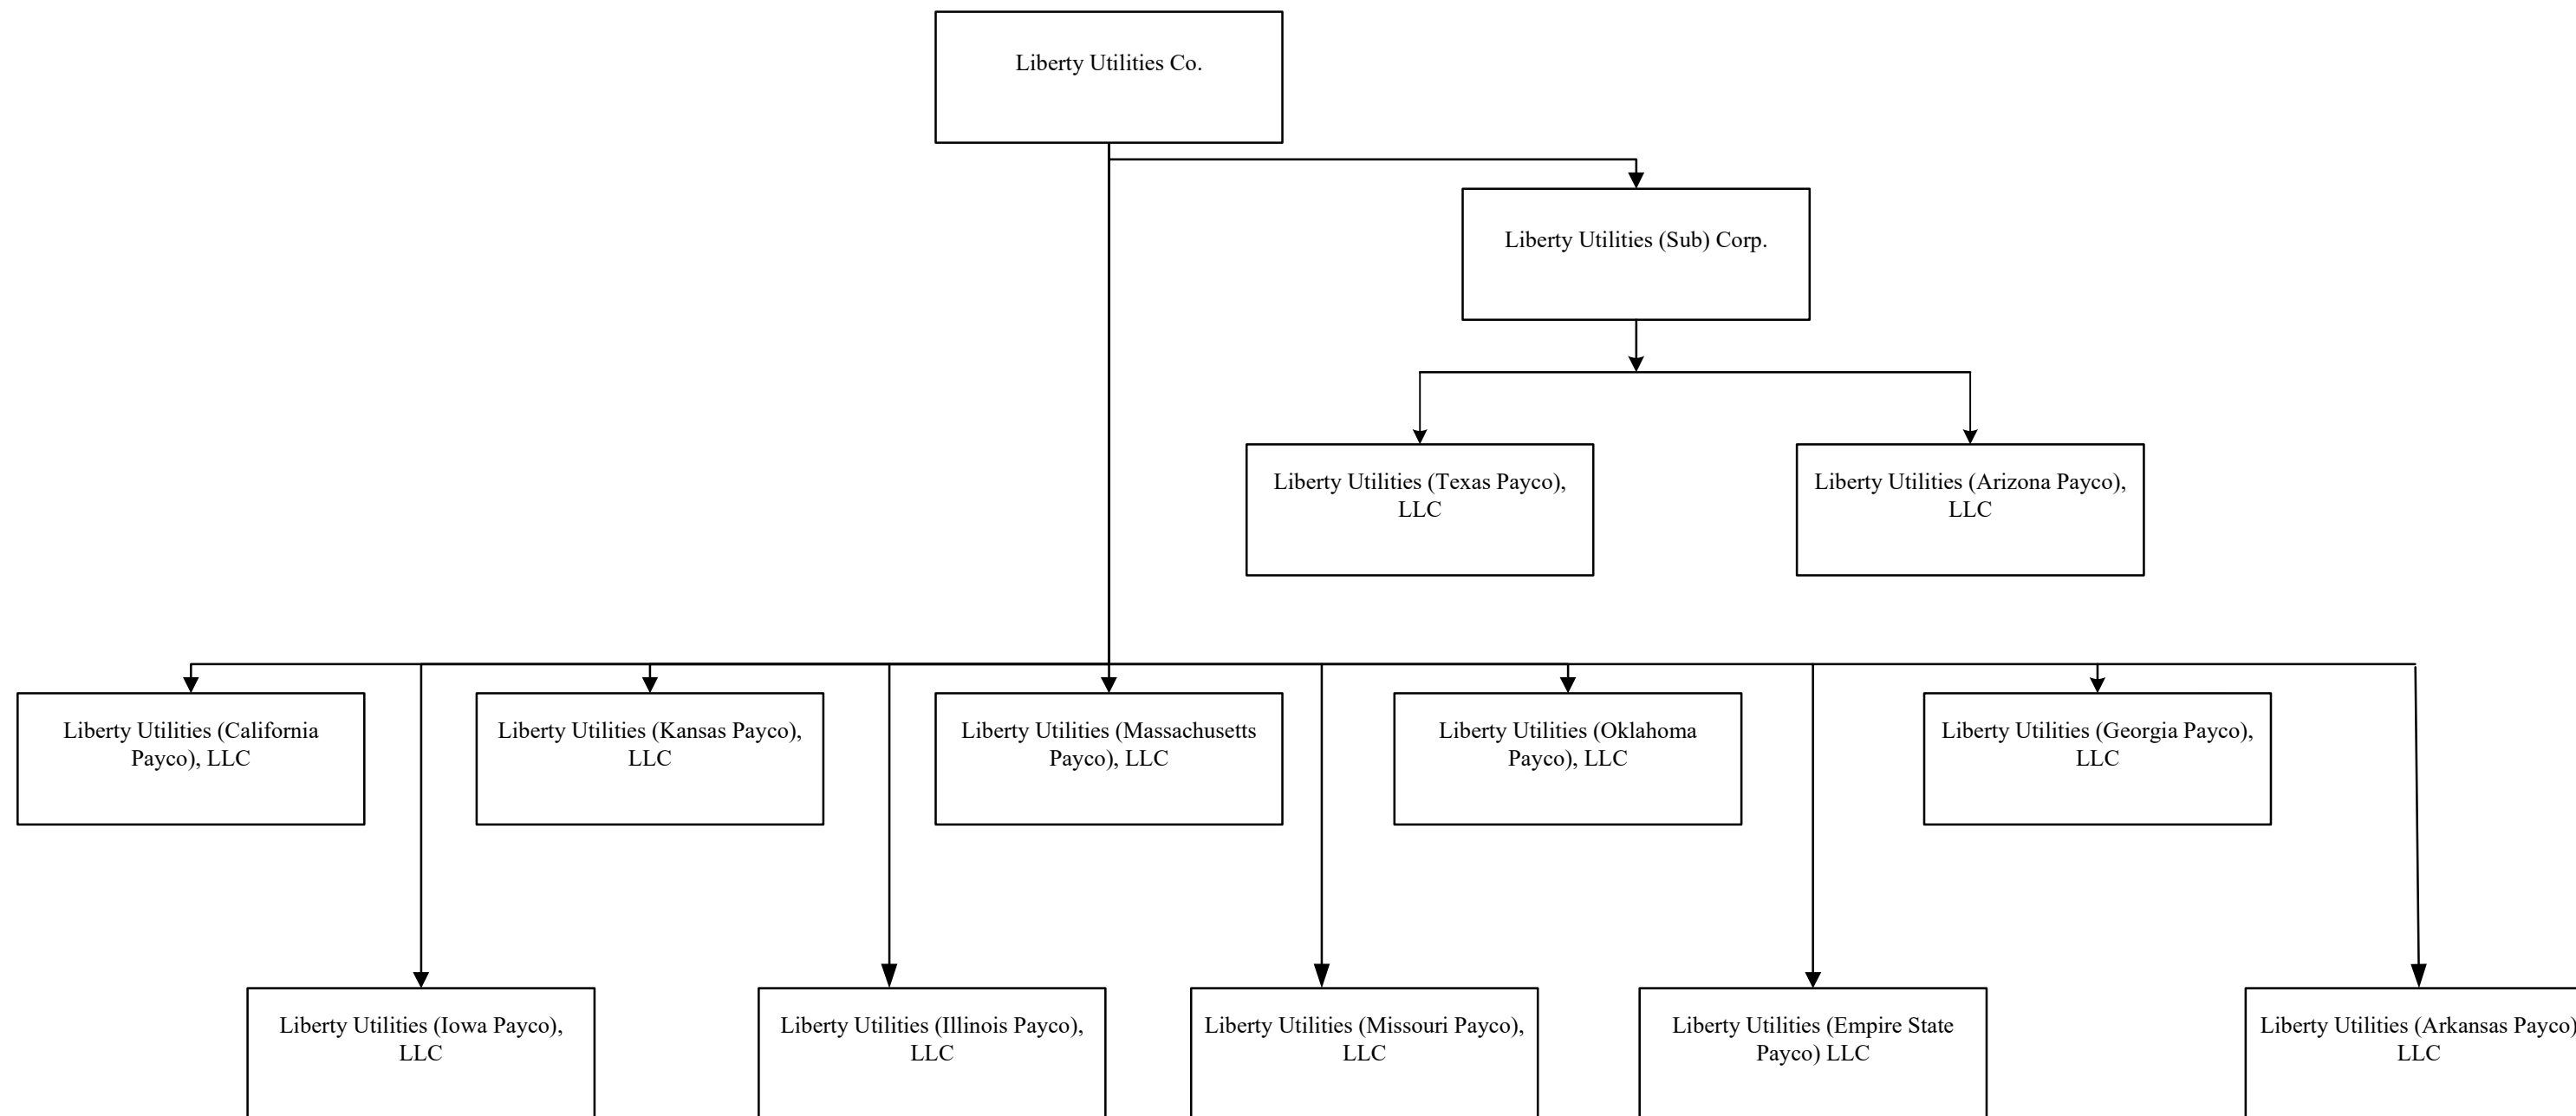 Liberty Utilities Co.
Liberty Utilities (Sub) Corp.
Liberty Utilities (Texas Payco),
LLC
Liberty Utilities (Arizona Payco),
LLC
Liberty Utilities (California
Payco), LLC
Liberty Utilities (Kansas Payco),
LLC
Liberty Utilities (Massachusetts
Payco), LLC
Liberty Utilities (Oklahoma
Payco), LLC
Liberty Utilities (Georgia Payco),
LLC
Liberty Utilities (Iowa Payco),
LLC
Liberty Utilities (Illinois Payco),
LLC
Liberty Utilities (Missouri Payco),
LLC
Liberty Utilities (Empire State
Payco) LLC
Liberty Utilities (Arkansas Payco)
LLC